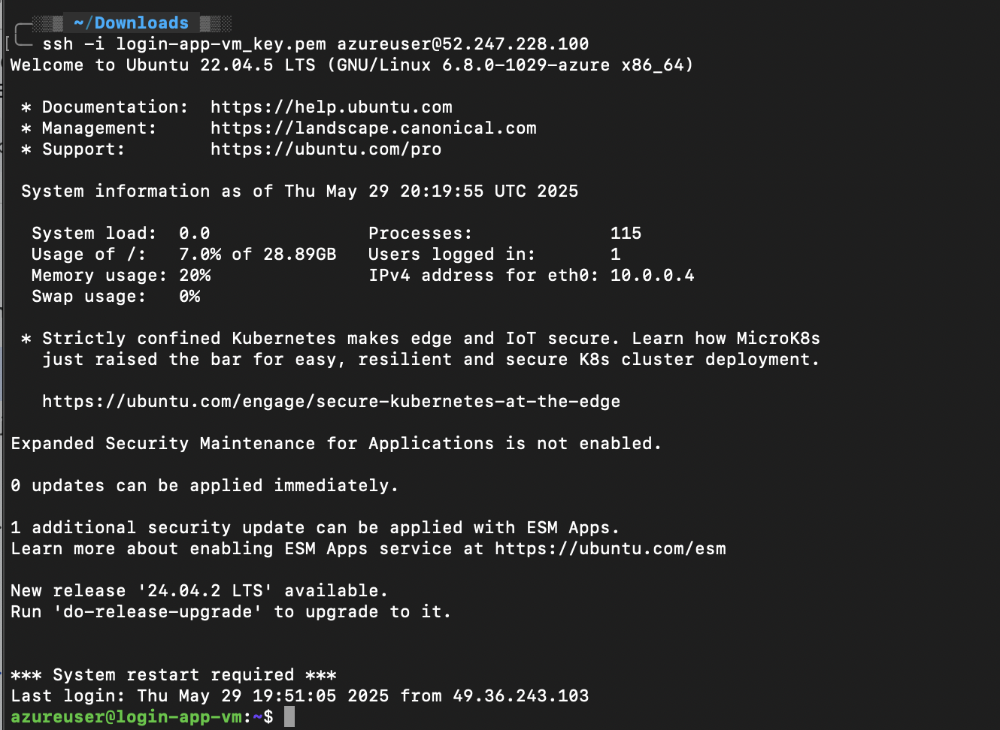 ~/Downloads
ssh -i login-app-vm_key.pem azureuser@52.247.228.100
Welcome to Ubuntu 22.04.5 LTS (GNU/Linux 6.8.0-1029-azure x86_64)
* Documentation:  https://help.ubuntu.com
* Management:     https://landscape.canonical.com
* Support:        https://ubuntu.com/pro
System information as of Thu May 29 20:19:55 UTC 2025
System load:  0.0               Processes:             115
Usage of /:   7.0% of 28.89GB   Users logged in:       1
Memory usage: 20%               IPv4 address for eth0: 10.0.0.4
Swap usage:   0%
* Strictly confined Kubernetes makes edge and IoT secure. Learn how MicroK8s
just raised the bar for easy, resilient and secure K8s cluster deployment.
https://ubuntu.com/engage/secure-kubernetes-at-the-edge
Expanded Security Maintenance for Applications is not enabled.
0 updates can be applied immediately.
1 additional security update can be applied with ESM Apps.
Learn more about enabling ESM Apps service at https://ubuntu.com/esm
New release '24.04.2 LTS' available.
Run 'do-release-upgrade' to upgrade to it.
*** System restart required ***
Last login: Thu May 29 19:51:05 2025 from 49.36.243.103
azureuser@login-app-vm:~$